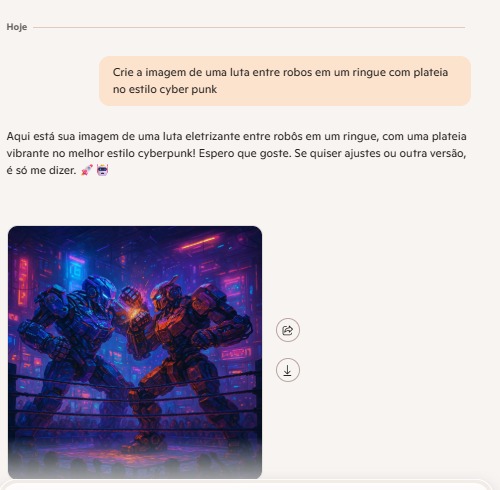 Hoje
Crie a imagem de uma luta entre robos em um ringue com plateia
no estilo cyber punk
Aqui está sua imagem de uma luta eletrizante entre robôs em um ringue, com uma plateia
vibrante no melhor estilo cyberpunk! Espero que goste. Se quiser ajustes ou outra versão,
é só me dizer. 🚀 🤖